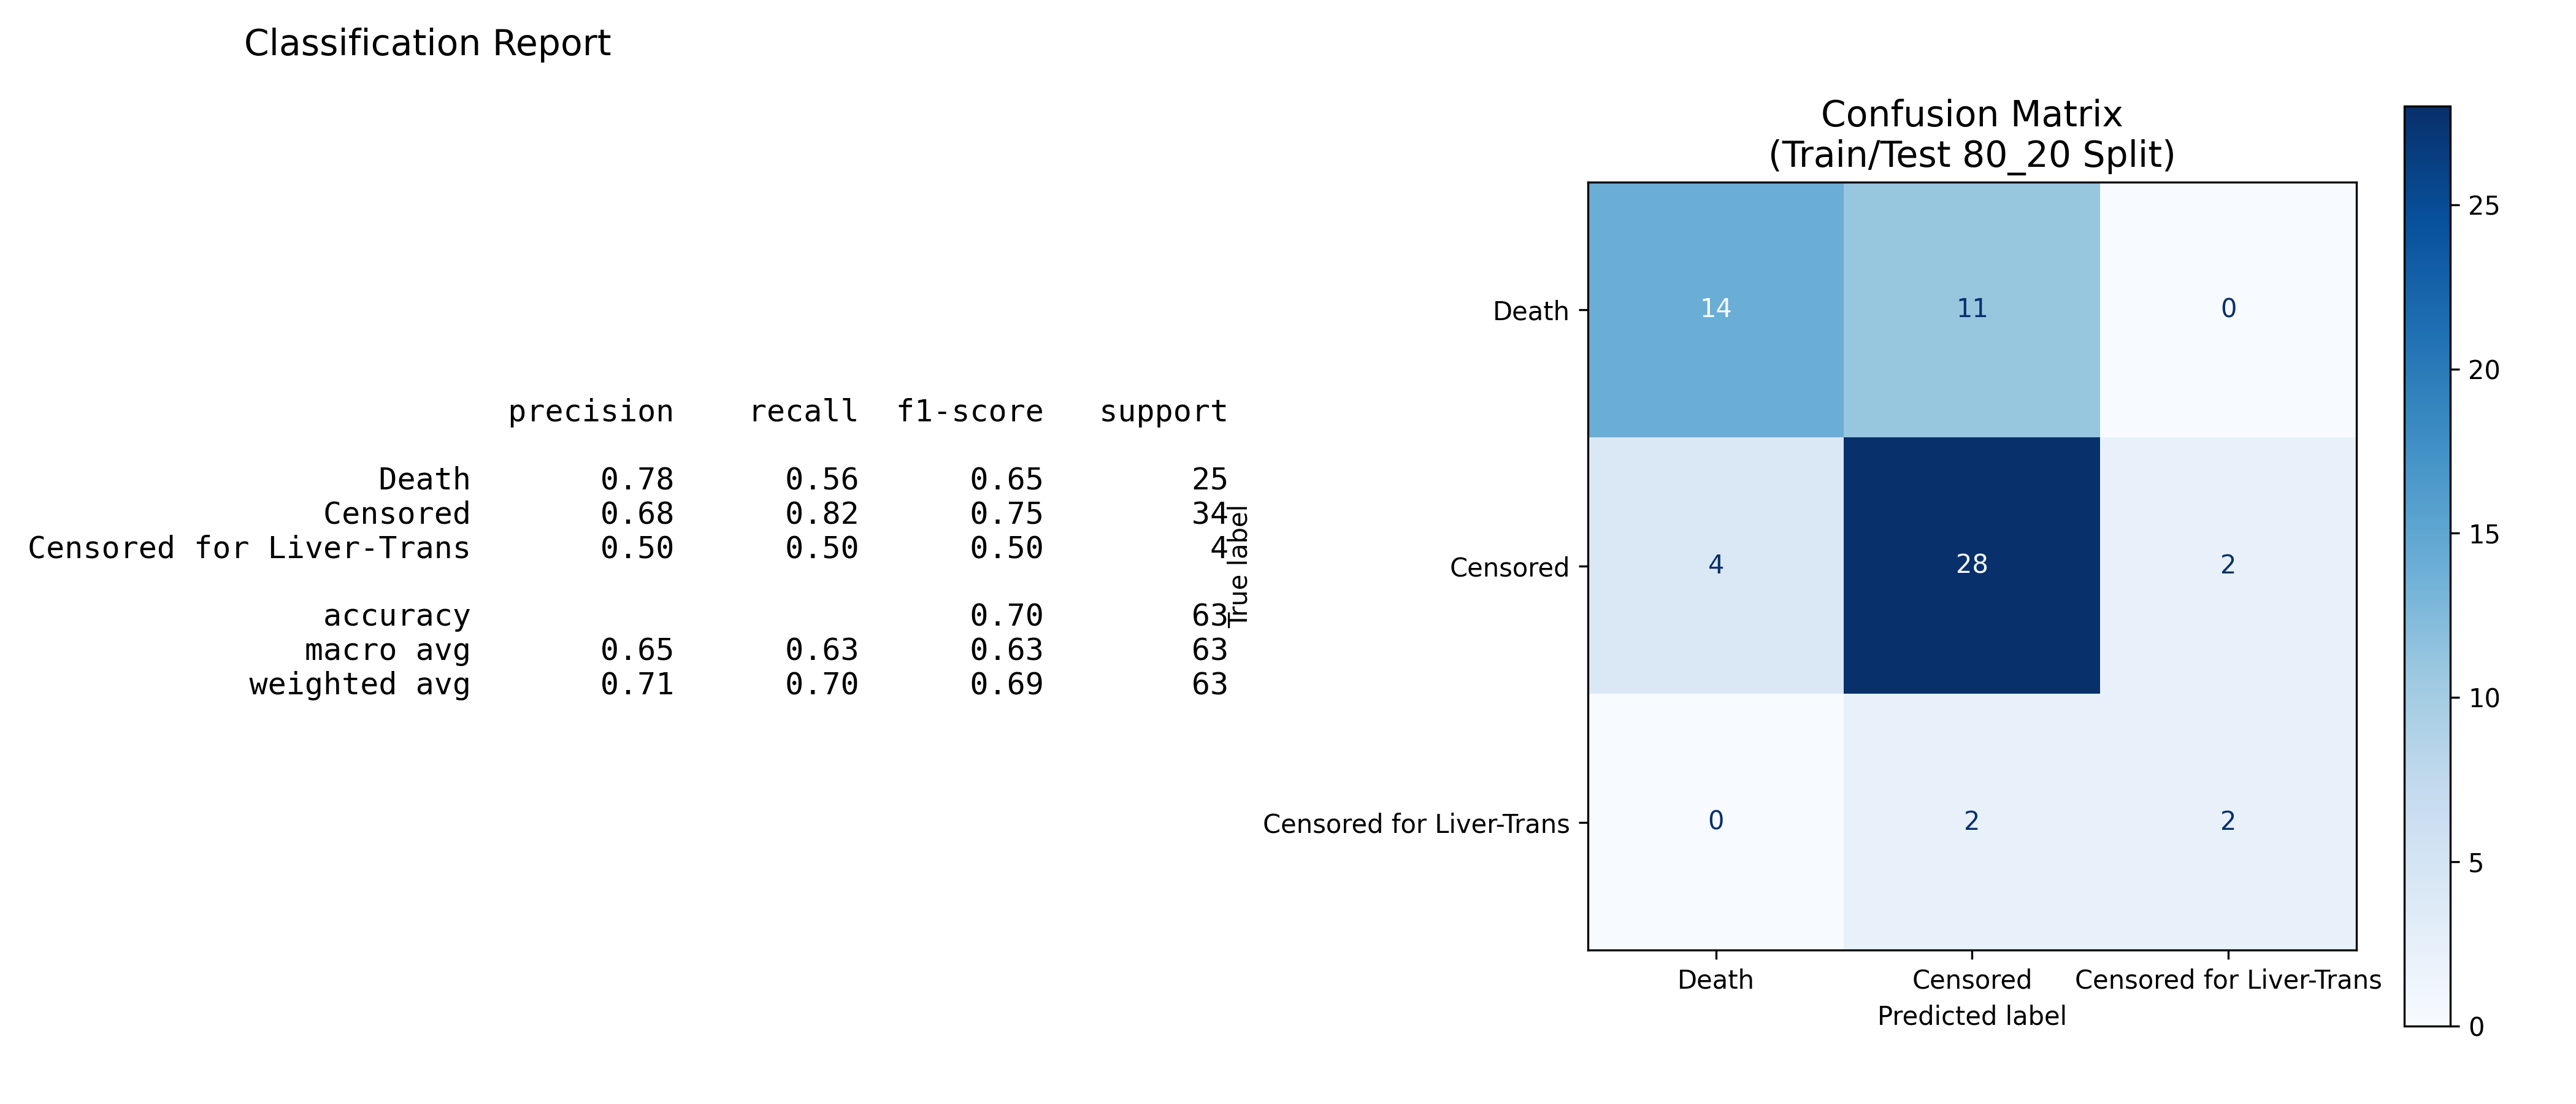 Classification Report
precision recall f1-score support
Death 0.78 0.56 0.65 25
Censored 0.68 0.82 0.75 34
Censored for Liver-Trans 0.50 0.50 0.50 4
accuracy 0.70 63
macro avg 0.65 0.63 0.63 63
weighted avg 0.71 0.70 0.69 63
Confusion Matrix
(Train/Test 80_20 Split)
True label
Death 14 11 0
Censored 4 28 2
Censored for Liver-Trans 0 2 2
Death Censored Censored for Liver-Trans
Predicted label
25
20
15
10
5
0